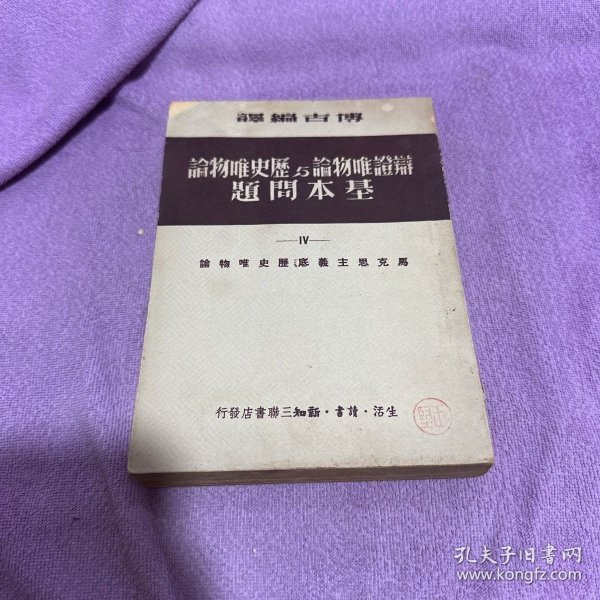 博古編譯
辯證唯物論与歷史唯物論
基本問題
IV
馬克思主義底歷史唯物論
生活·讀書·新知三聯書店發行
孔夫子旧书网
www.kongfz.com